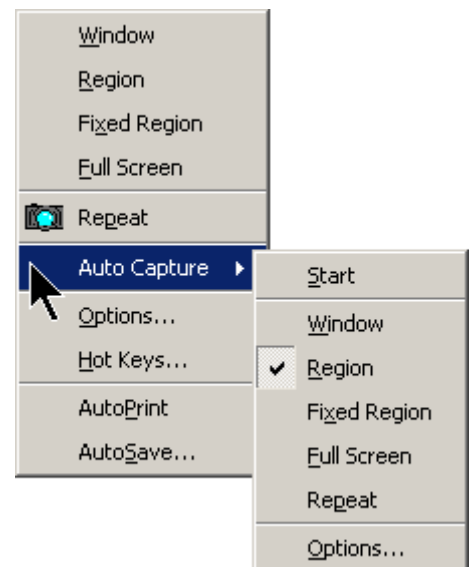 Window
Region
Fixed Region
Full Screen
Repeat
Auto Capture
Options...
Hot Keys...
AutoPrint
AutoSave...
Start
Window
Region
Fixed Region
Full Screen
Repeat
Options...